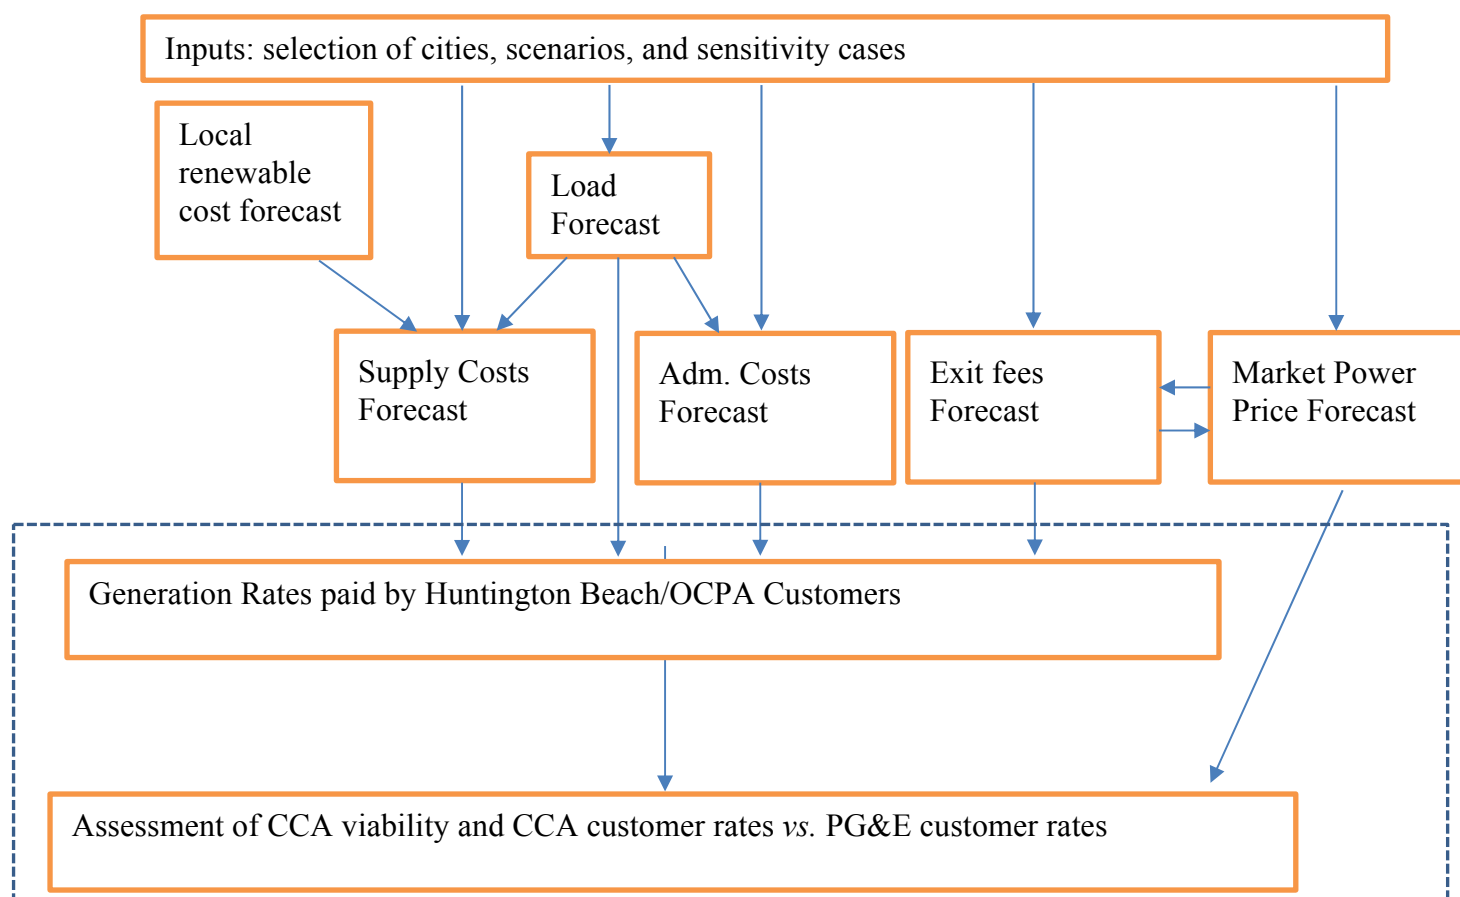 Inputs: selection of cities, scenarios, and sensitivity cases
Local
renewable
cost forecast
Load
Forecast
Supply Costs
Forecast
Adm. Costs
Forecast
Exit fees
Forecast
Market Power
Price Forecast
Generation Rates paid by Huntington Beach/OCPA Customers
Assessment of CCA viability and CCA customer rates vs. PG&E customer rates